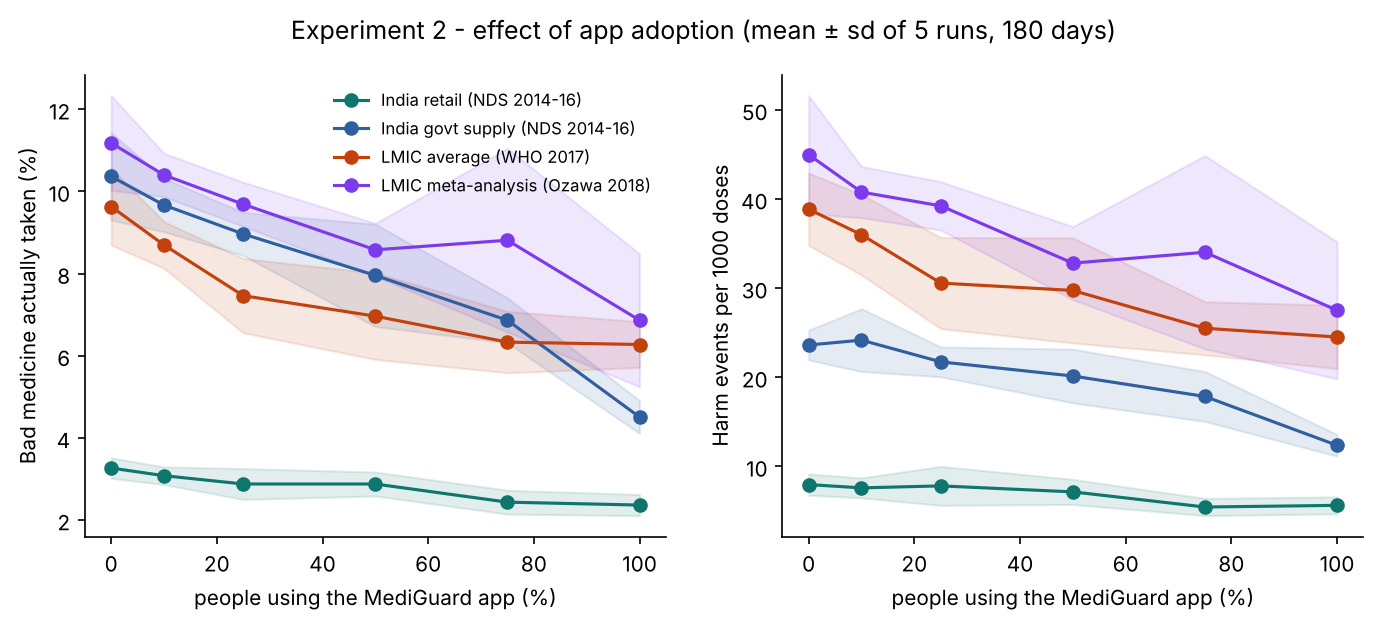 Experiment 2 - effect of app adoption (mean ± sd of 5 runs, 180 days)
Bad medicine actually taken (%)
12
10
8
6
4
2
India retail (NDS 2014-16)
India govt supply (NDS 2014-16)
LMIC average (WHO 2017)
LMIC meta-analysis (Ozawa 2018)
0 20 40 60 80 100
people using the MediGuard app (%)
Harm events per 1000 doses
50
40
30
20
10
0 20 40 60 80 100
people using the MediGuard app (%)